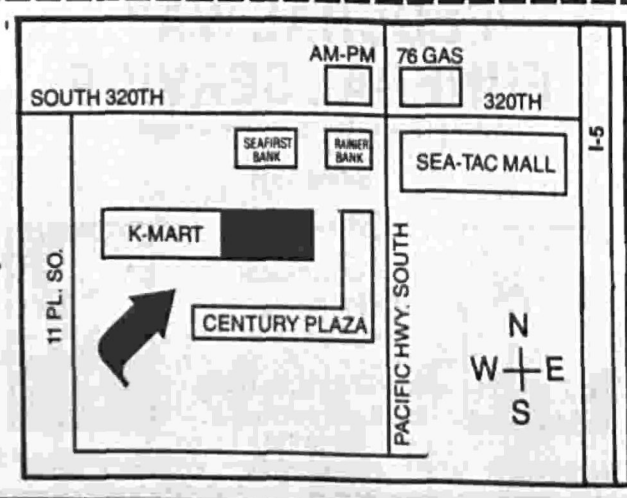 AM-PM
76 GAS
SOUTH 320TH
320TH
I-5
SEAFIRST
BANK
RAINIER
BANK
SEA-TAC MALL
K-MART
11 PL. SO.
CENTURY PLAZA
PACIFIC HWY. SOUTH
N
W E
S